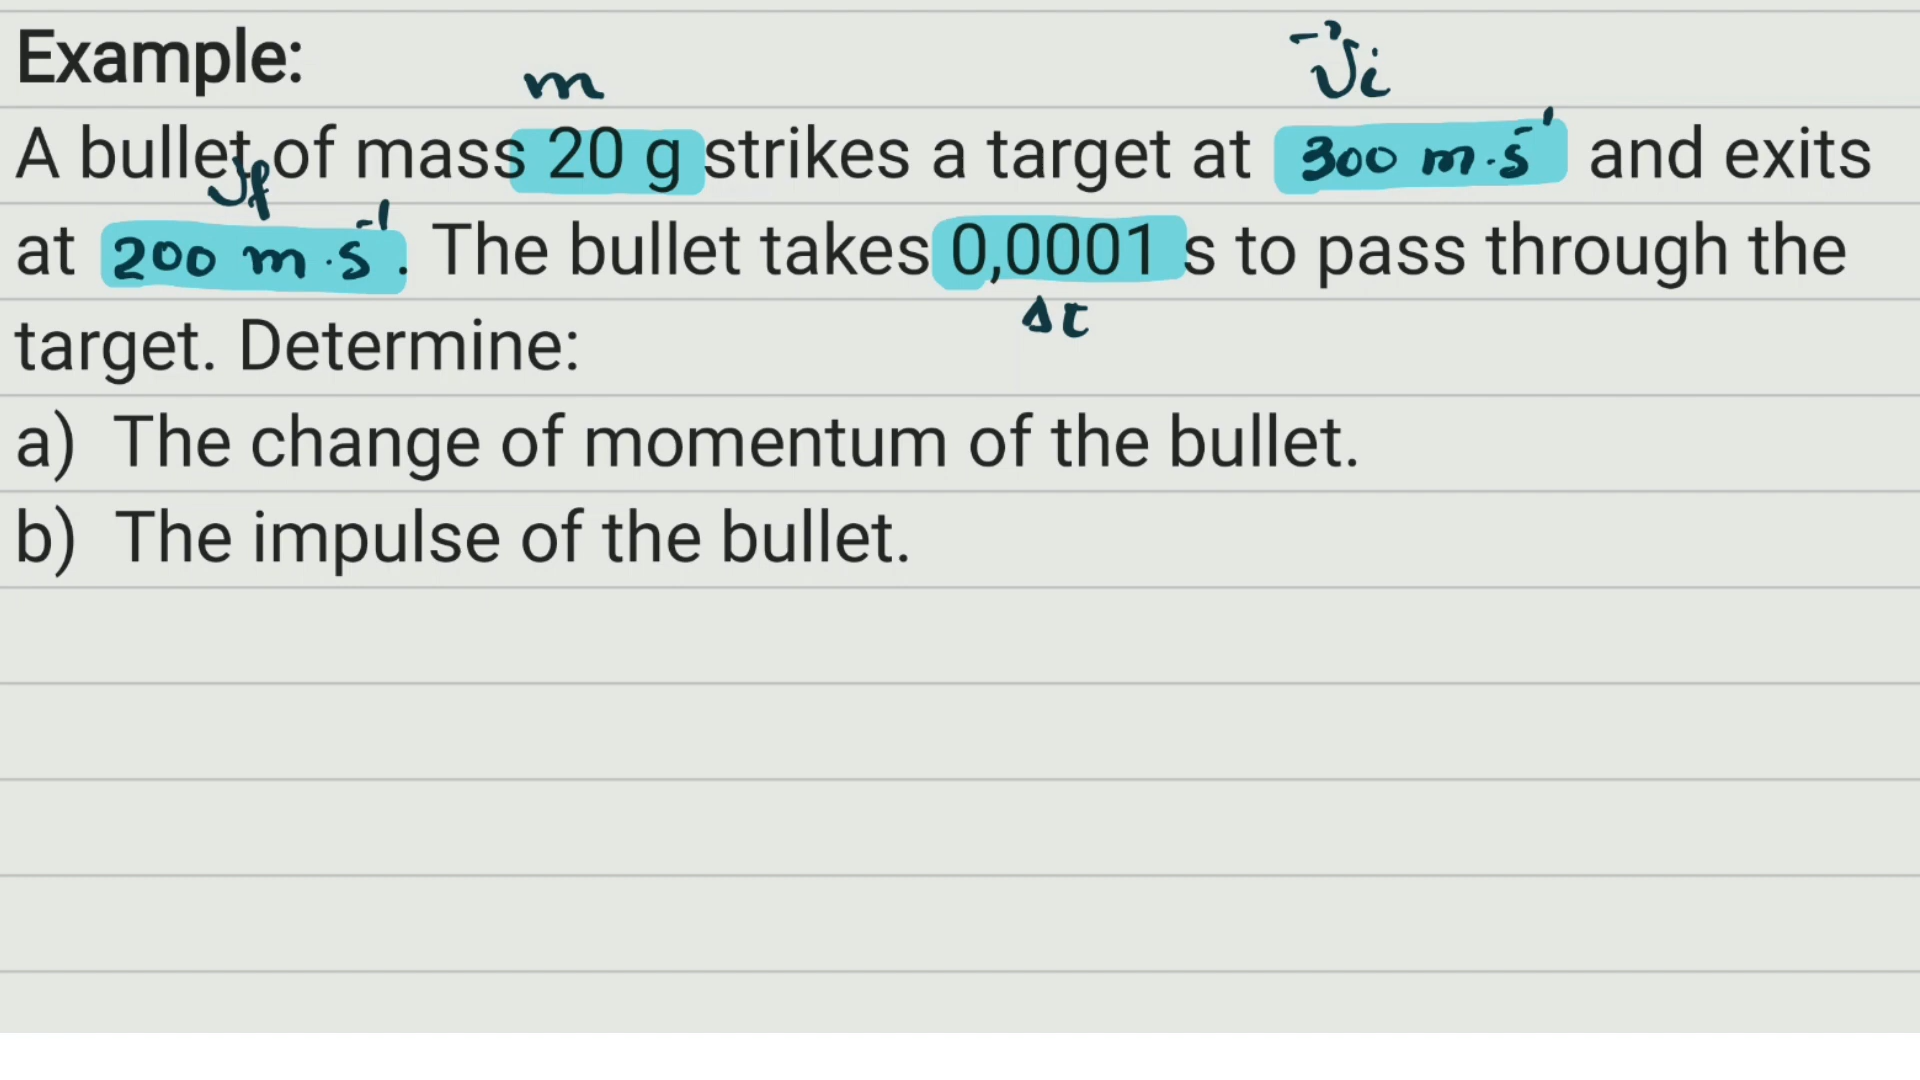 Example:
m v⃗i
A bullet of mass 20 g strikes a target at 300 m·s⁻¹ and exits
vf
at 200 m·s⁻¹. The bullet takes 0,0001 s to pass through the
Δt
target. Determine:
a) The change of momentum of the bullet.
b) The impulse of the bullet.